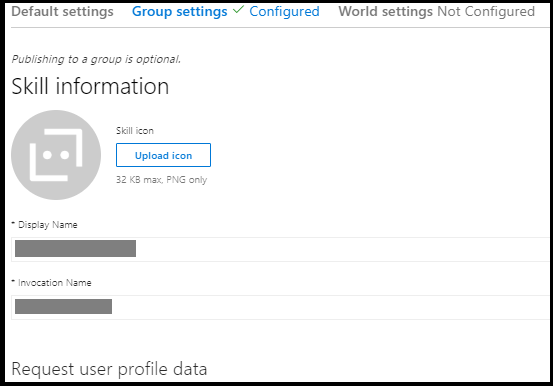 Default settings Group settings ✓ Configured World settings Not Configured
Publishing to a group is optional.
Skill information
Skill icon
Upload icon
32 KB max, PNG only
* Display Name
* Invocation Name
Request user profile data